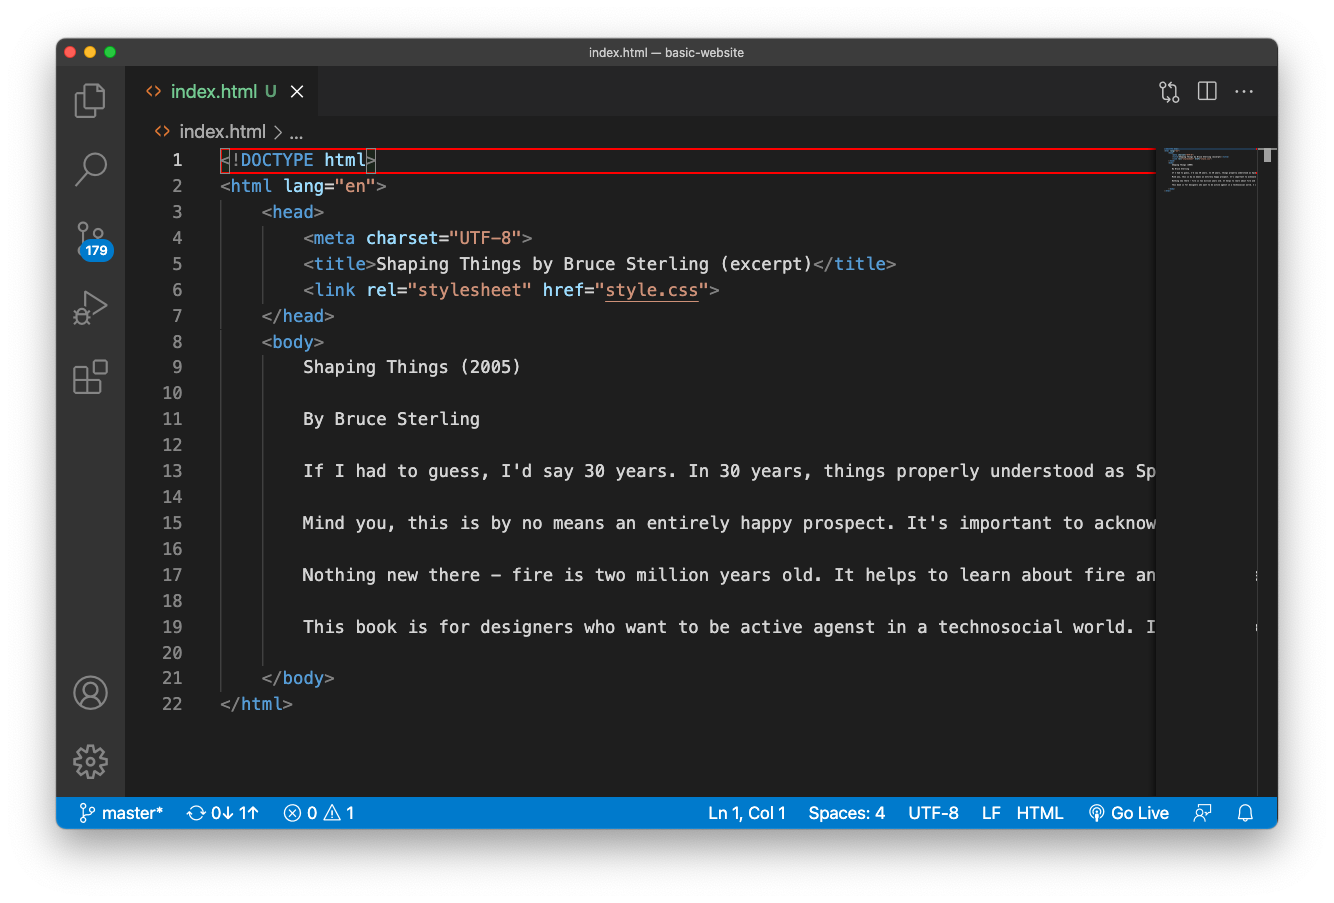 index.html — basic-website
index.html U
index.html > ...
1 <!DOCTYPE html>
2 <html lang="en">
3 <head>
4 <meta charset="UTF-8">
5 <title>Shaping Things by Bruce Sterling (excerpt)</title>
6 <link rel="stylesheet" href="style.css">
7 </head>
8 <body>
9 Shaping Things (2005)
10
11 By Bruce Sterling
12
13 If I had to guess, I'd say 30 years. In 30 years, things properly understood as Sp
14
15 Mind you, this is by no means an entirely happy prospect. It's important to acknow
16
17 Nothing new there – fire is two million years old. It helps to learn about fire an
18
19 This book is for designers who want to be active agenst in a technosocial world. I
20
21 </body>
22 </html>
179
master* 0↓ 1↑ 0 1 Ln 1, Col 1 Spaces: 4 UTF-8 LF HTML Go Live